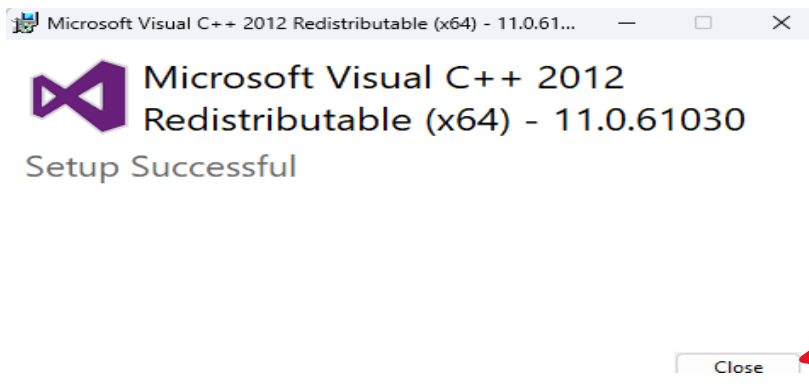 Microsoft Visual C++ 2012 Redistributable (x64) - 11.0.61...
Microsoft Visual C++ 2012
Redistributable (x64) - 11.0.61030
Setup Successful
Close